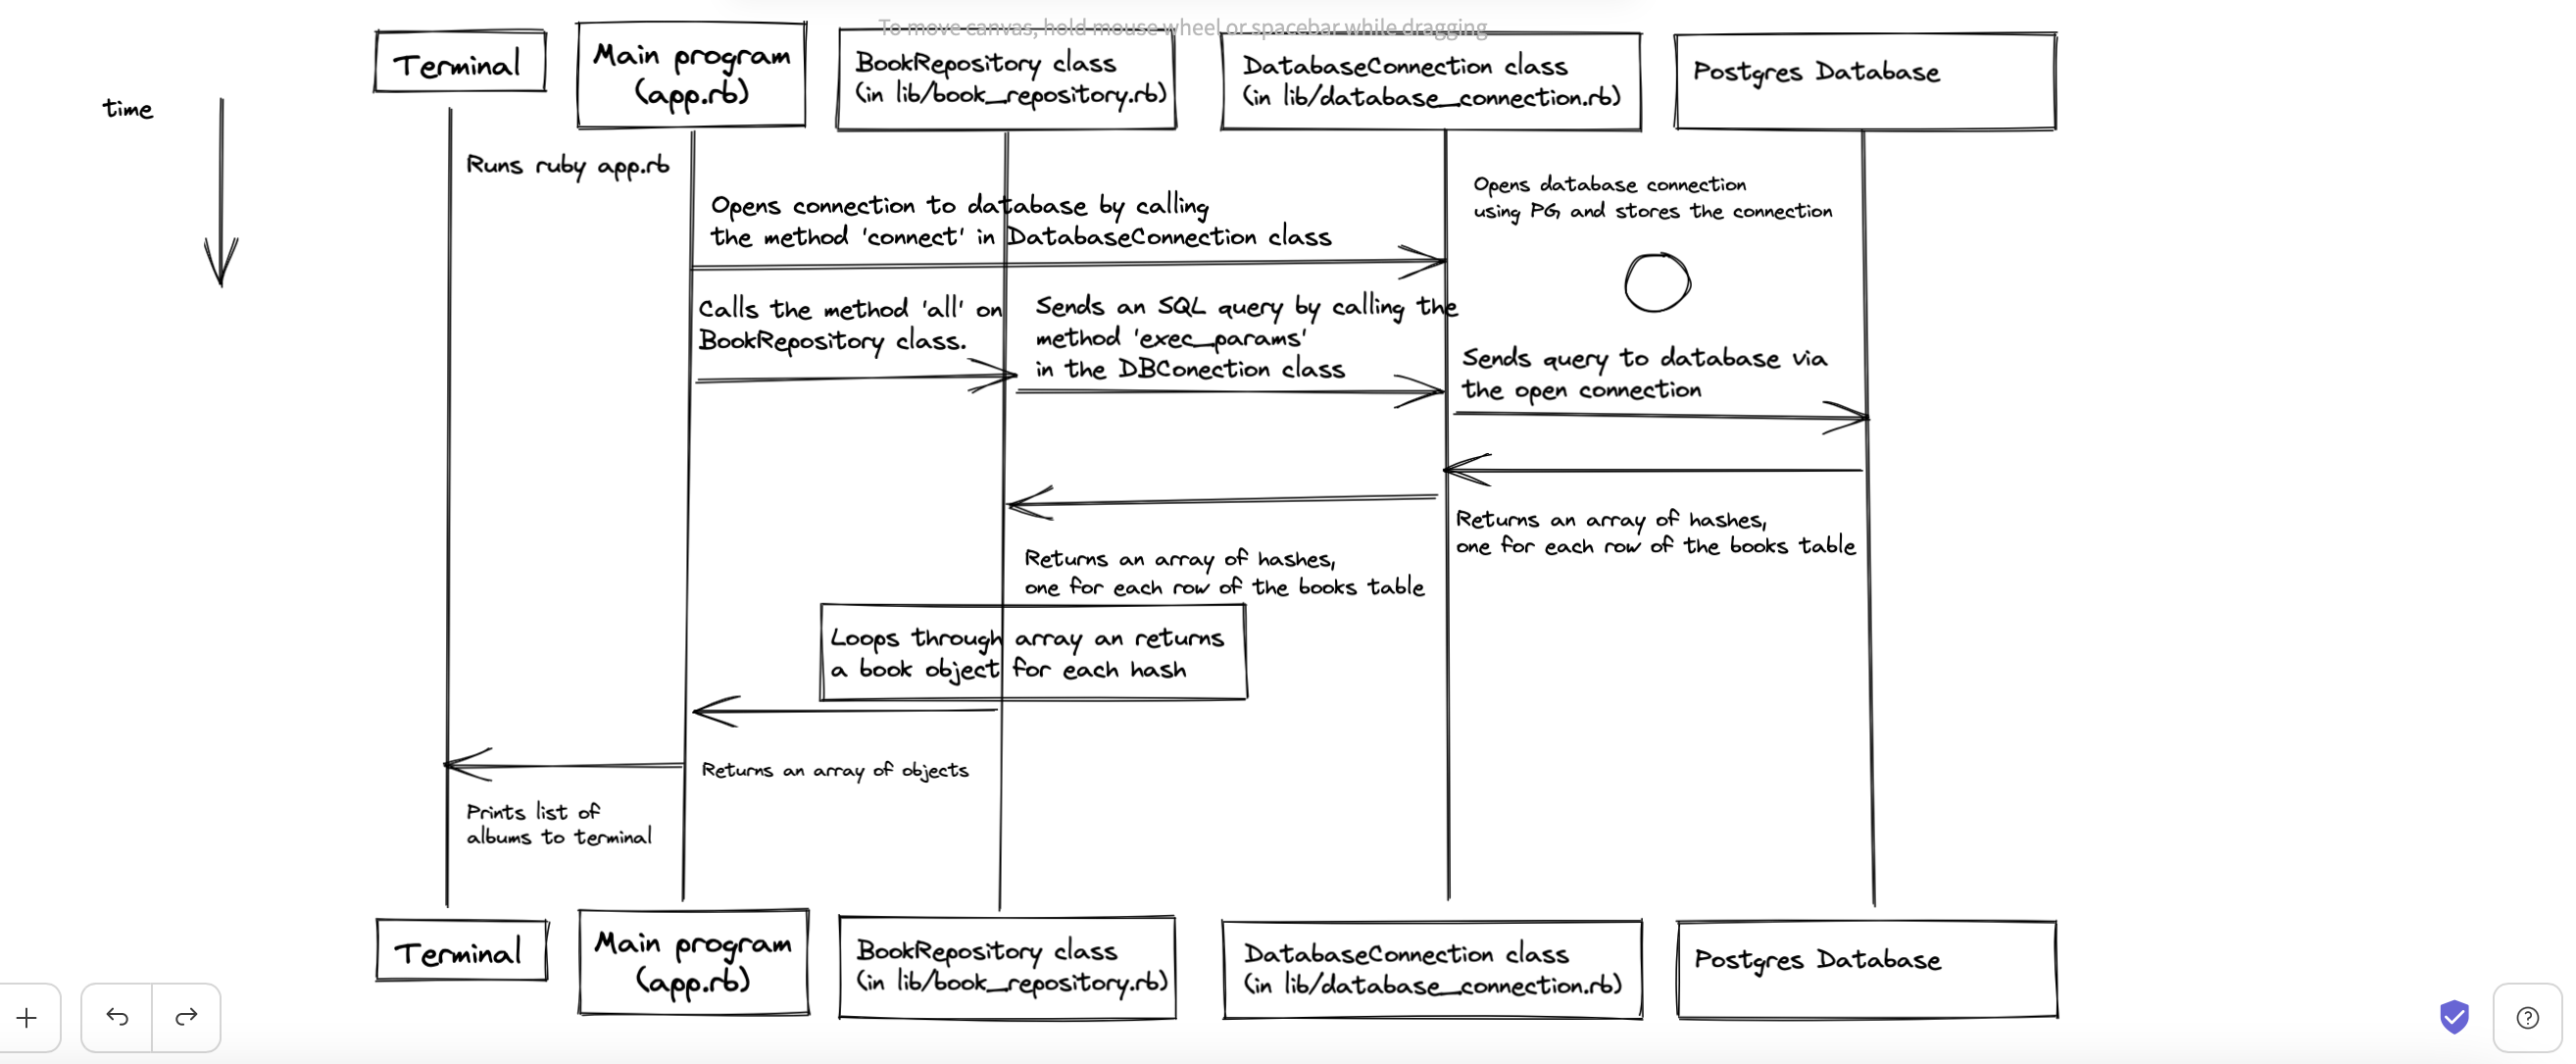 To move canvas, hold mouse wheel or spacebar while dragging
Terminal
Main program
(app.rb)
BookRepository class
(in lib/book_repository.rb)
DatabaseConnection class
(in lib/database_connection.rb)
Postgres Database
time
Runs ruby app.rb
Opens connection to database by calling
the method 'connect' in DatabaseConnection class
Opens database connection
using PG, and stores the connection
Calls the method 'all' on
BookRepository class.
Sends an SQL query by calling the
method 'exec_params'
in the DBConection class
Sends query to database via
the open connection
Returns an array of hashes,
one for each row of the books table
Returns an array of hashes,
one for each row of the books table
Loops through array an returns
a book object for each hash
Returns an array of objects
Prints list of
albums to terminal
Terminal
Main program
(app.rb)
BookRepository class
(in lib/book_repository.rb)
DatabaseConnection class
(in lib/database_connection.rb)
Postgres Database